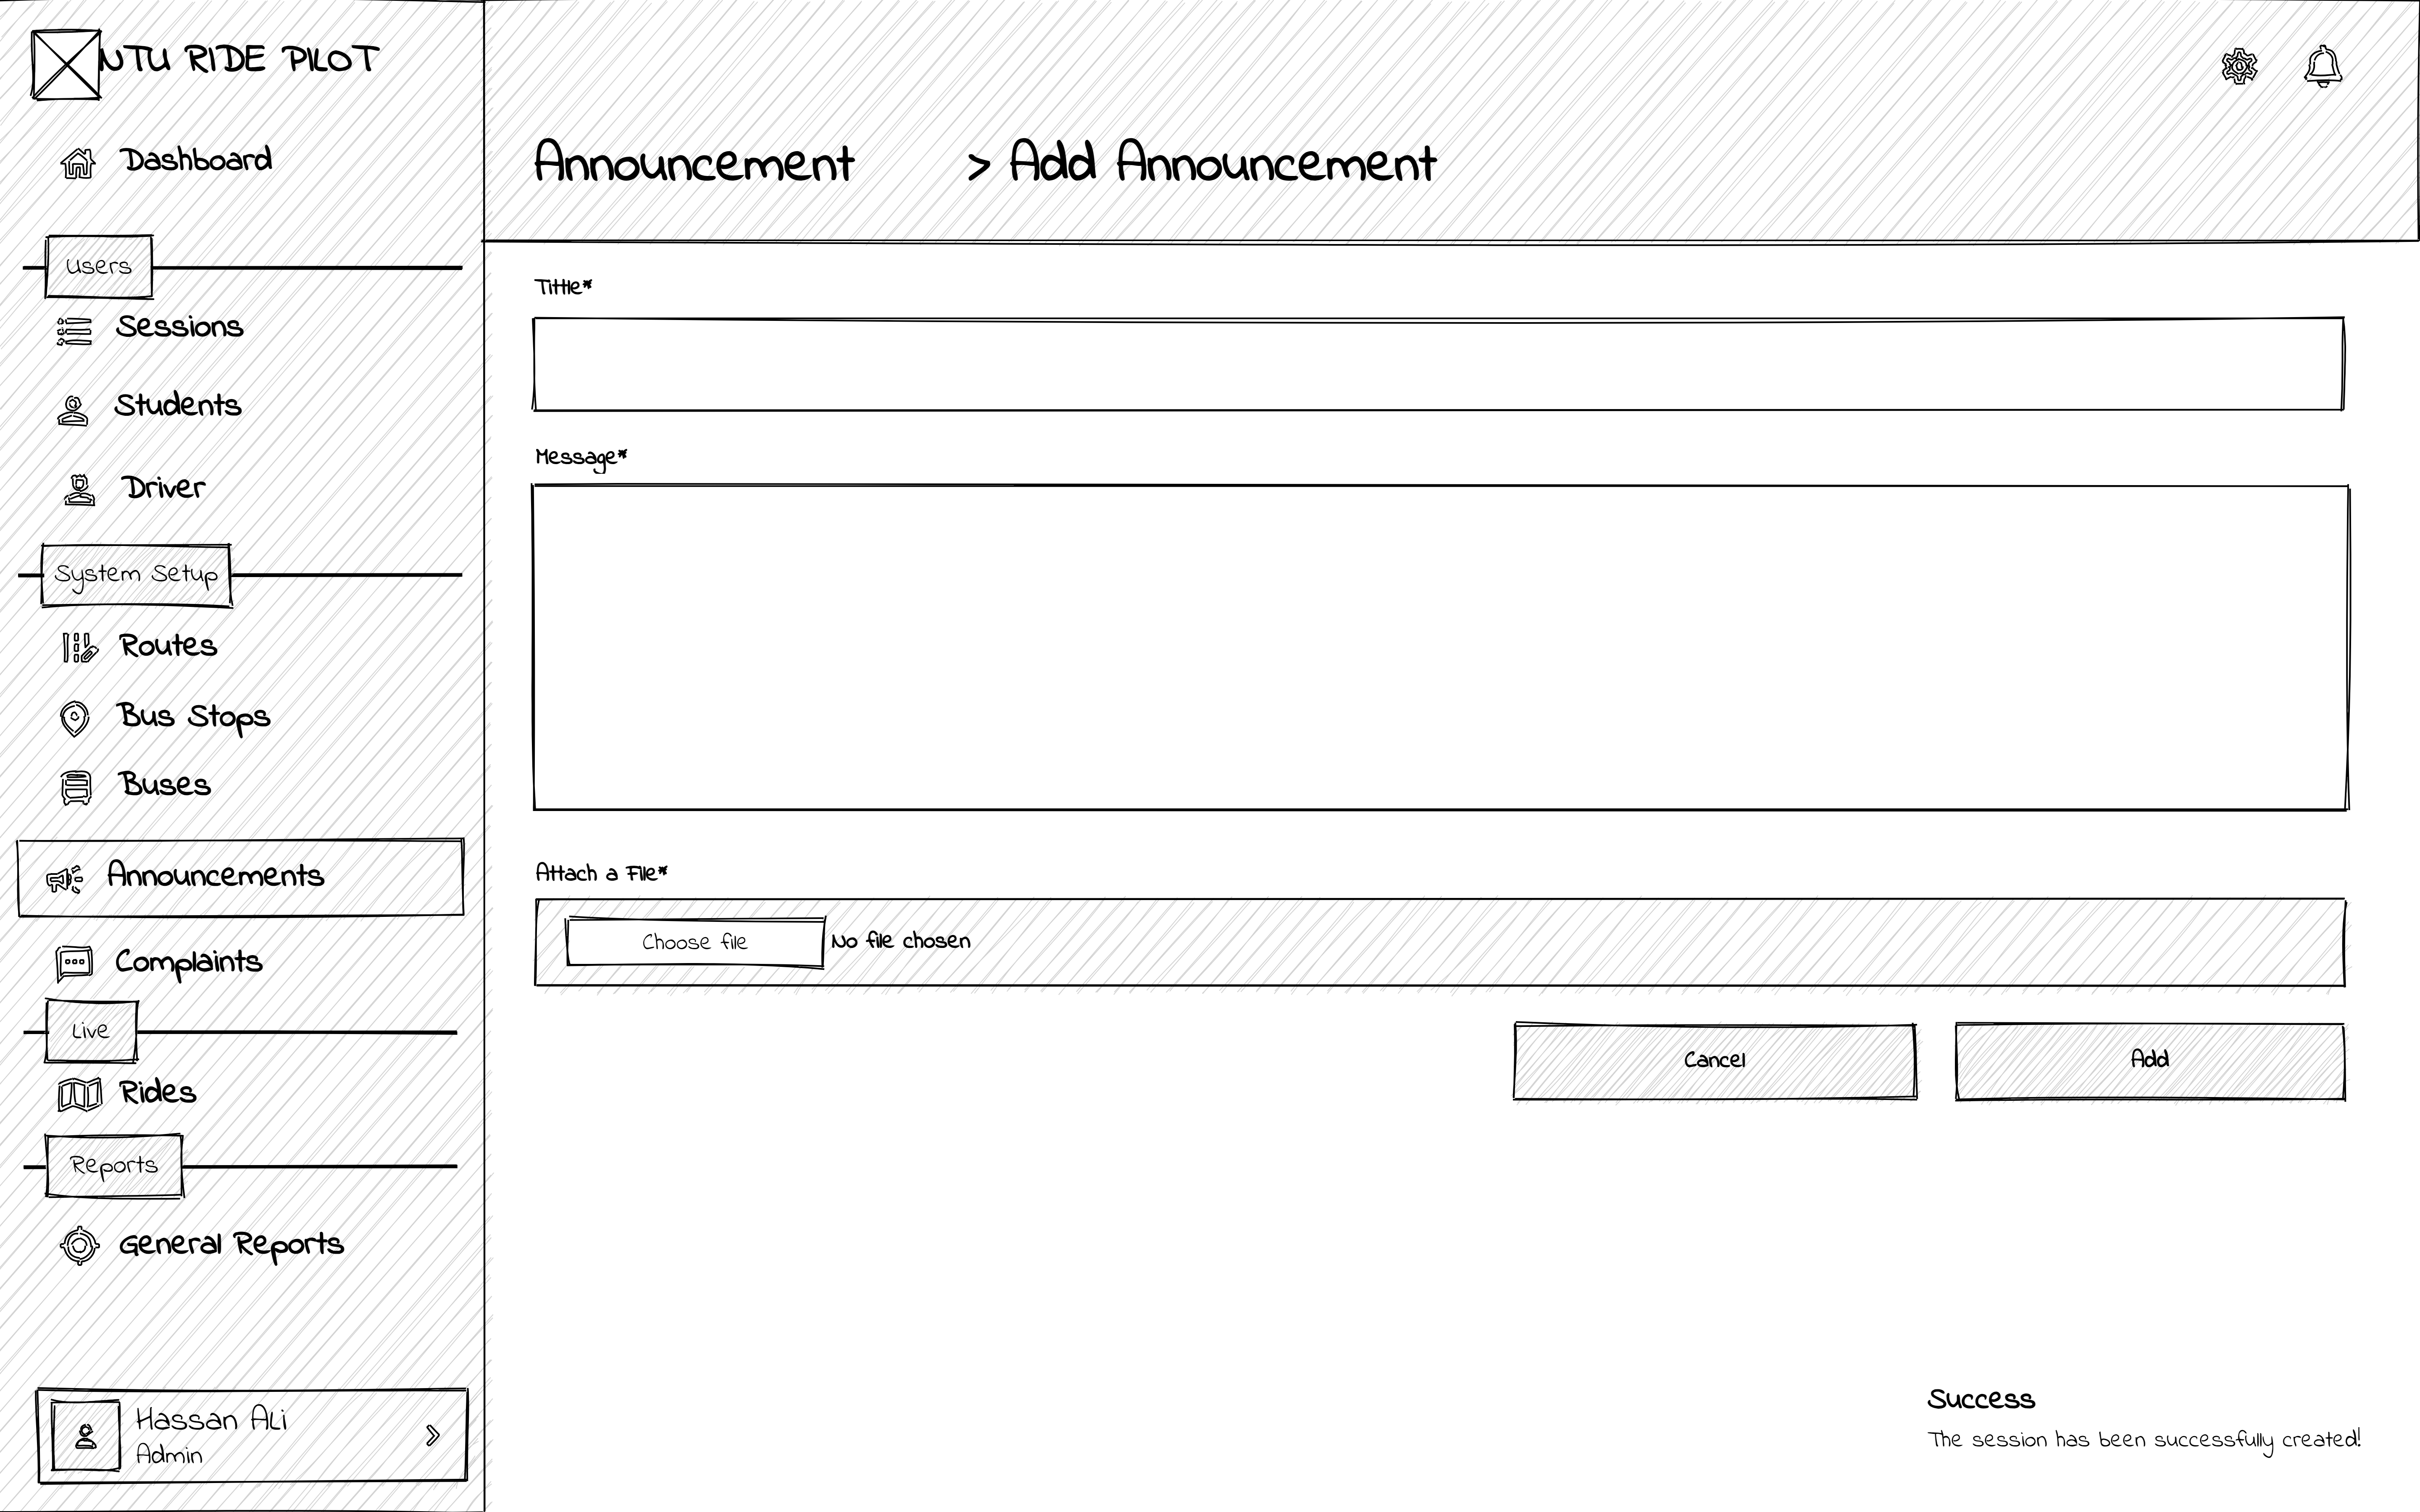 NTU RIDE PILOT
Dashboard
Users
Sessions
Students
Driver
System Setup
Routes
Bus Stops
Buses
Announcements
Complaints
Live
Rides
Reports
General Reports
Hassan Ali
Admin
Announcement > Add Announcement
Tittle*
Message*
Attach a File*
Choose file No file chosen
Cancel Add
Success
The session has been successfully created!